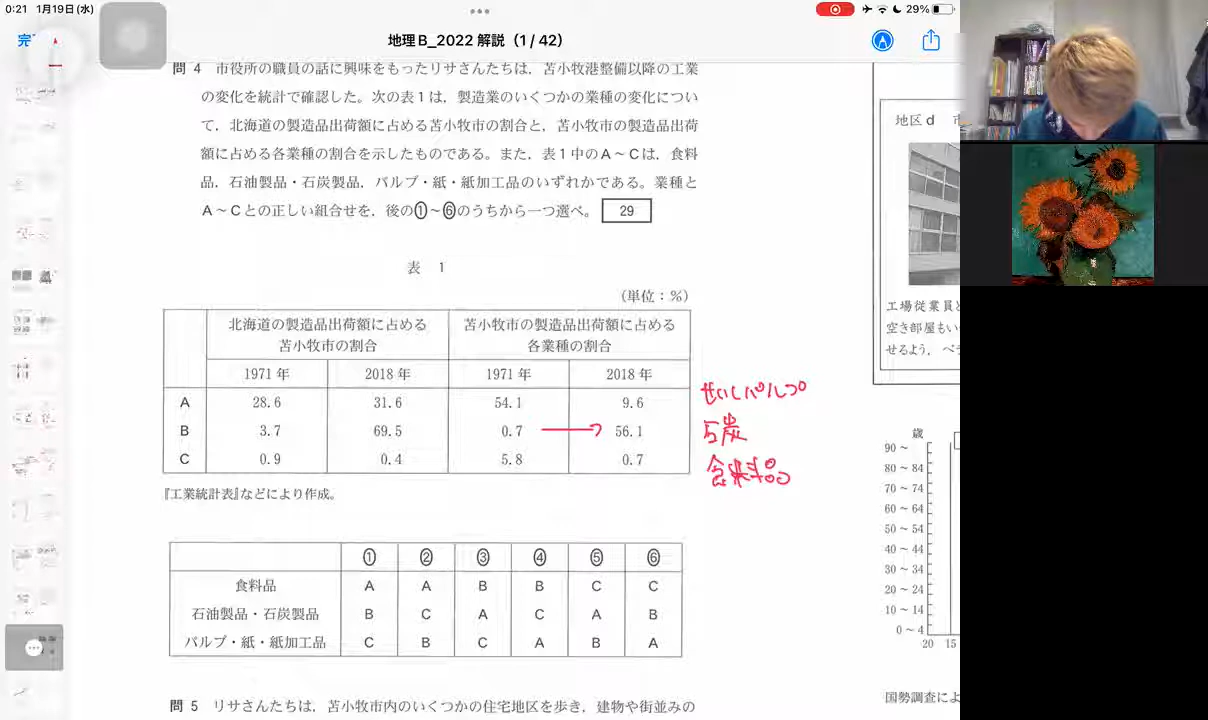 0:21 1月19日(水)
29%
完
地理B_2022 解説（1 / 42）
問 4 市役所の職員の話に興味をもったリサさんたちは，苫小牧港整備以降の工業
の変化を統計で確認した。次の表1は，製造業のいくつかの業種の変化につい
て，北海道の製造品出荷額に占める苫小牧市の割合と，苫小牧市の製造品出荷
額に占める各業種の割合を示したものである。また，表1中のA～Cは，食料
品，石油製品・石炭製品，パルプ・紙・紙加工品のいずれかである。業種と
A～Cとの正しい組合せを，後の①～⑥のうちから一つ選べ。 29
表 1
(単位：%)
北海道の製造品出荷額に占める苫小牧市の割合 苫小牧市の製造品出荷額に占める各業種の割合
1971年 2018年 1971年 2018年
A 28.6 31.6 54.1 9.6 せいしパルプ
B 3.7 69.5 0.7 56.1 石炭
C 0.9 0.4 5.8 0.7 食料品
『工業統計表』などにより作成。
① ② ③ ④ ⑤ ⑥
食料品 A A B B C C
石油製品・石炭製品 B C A C A B
パルプ・紙・紙加工品 C B C A B A
問 5 リサさんたちは，苫小牧市内のいくつかの住宅地区を歩き，建物や街並みの
地区d 市
工場従業員と
空き部屋もい
せるよう，ペ
歳
90～
80～84
70～74
60～64
50～54
40～44
30～34
20～24
10～14
0～4
20 15
国勢調査によ